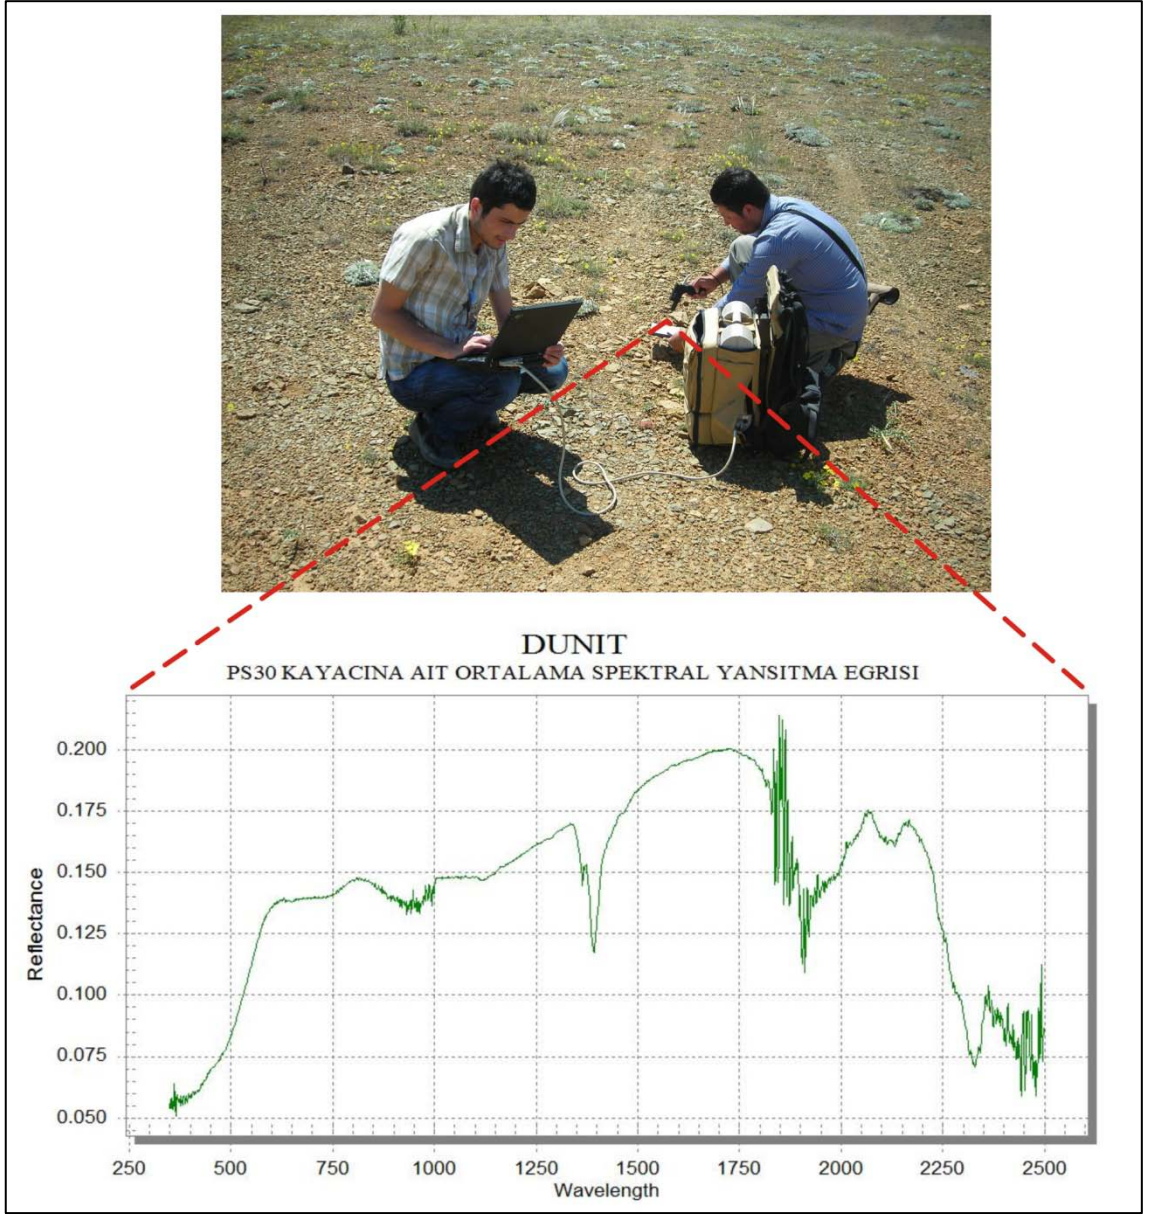 DUNIT
PS30 KAYACINA AIT ORTALAMA SPEKTRAL YANSITMA EGRISI
0.200
0.175
0.150
0.125
0.100
0.075
0.050
Reflectance
250 500 750 1000 1250 1500 1750 2000 2250 2500
Wavelength